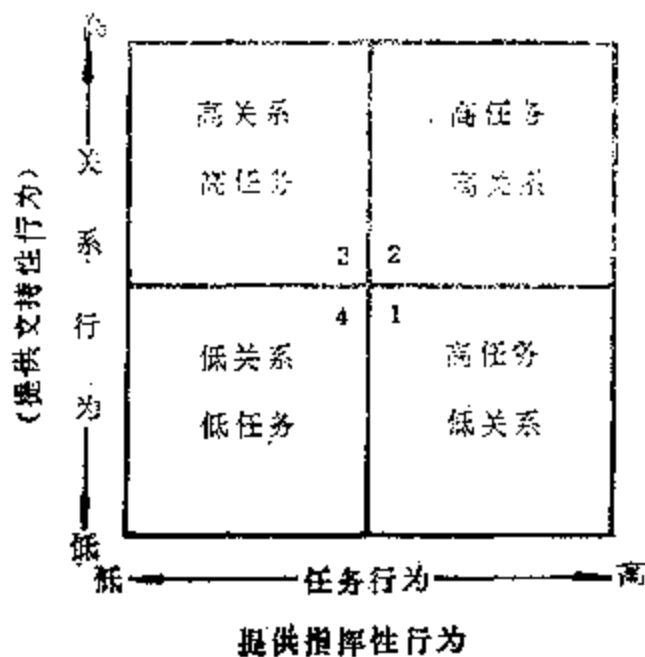 高关系
高任务
高任务
高关系
3
2
4
1
低关系
低任务
高任务
低关系
关系行为
(提供支持性行为)
低
低
任务行为
高
提供指挥性行为